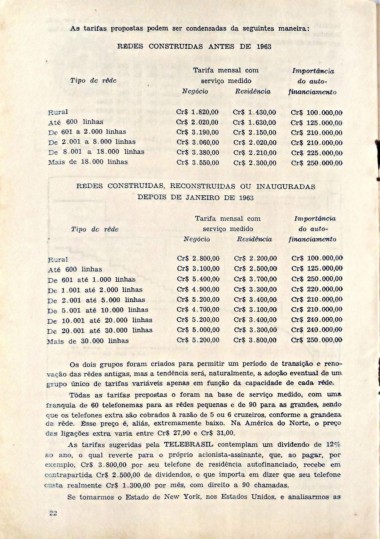 As tarifas propostas podem ser condensadas da seguintes maneira:
REDES CONSTRUIDAS ANTES DE 1963
Tipo de rêde Tarifa mensal com serviço medido Importância do auto-financiamento
Negócio Residência
Rural Cr$ 1.820,00 Cr$ 1.430,00 Cr$ 100.000,00
Até 600 linhas Cr$ 2.020,00 Cr$ 1.630,00 Cr$ 125.000,00
De 601 a 2.000 linhas Cr$ 3.190,00 Cr$ 2.150,00 Cr$ 210.000,00
De 2.001 a 8.000 linhas Cr$ 3.060,00 Cr$ 2.020,00 Cr$ 210.000,00
De 8.001 a 18.000 linhas Cr$ 3.380,00 Cr$ 2.210,00 Cr$ 225.000,00
Mais de 18.000 linhas Cr$ 3.550,00 Cr$ 2.300,00 Cr$ 250.000,00
REDES CONSTRUIDAS, RECONSTRUIDAS OU INAUGURADAS
DEPOIS DE JANEIRO DE 1963
Tipo de rêde Tarifa mensal com serviço medido Importância do auto-financiamento
Negócio Residência
Rural Cr$ 2.800,00 Cr$ 2.200,00 Cr$ 100.000,00
Até 600 linhas Cr$ 3.100,00 Cr$ 2.500,00 Cr$ 125.000,00
De 601 até 1.000 linhas Cr$ 5.400,00 Cr$ 3.700,00 Cr$ 250.000,00
De 1.001 até 2.000 linhas Cr$ 4.900,00 Cr$ 3.300,00 Cr$ 220.000,00
De 2.001 até 5.000 linhas Cr$ 5.200,00 Cr$ 3.400,00 Cr$ 210.000,00
De 5.001 até 10.000 linhas Cr$ 4.700,00 Cr$ 3.100,00 Cr$ 210.000,00
De 10.001 até 20.000 linhas Cr$ 5.200,00 Cr$ 3.400,00 Cr$ 240.000,00
De 20.001 até 30.000 linhas Cr$ 5.000,00 Cr$ 3.300,00 Cr$ 240.000,00
Mais de 30.000 linhas Cr$ 5.200,00 Cr$ 3.800,00 Cr$ 250.000,00
Os dois grupos foram criados para permitir um período de transição e reno-
vação das rêdes antigas, mas a tendência será, naturalmente, a adoção eventual de um
grupo único de tarifas variáveis apenas em função da capacidade de cada rêde.
Tôdas as tarifas propostas o foram na base de serviço medido, com uma
franquia de 60 telefonemas para as rêdes pequenas e de 90 para as grandes, sendo
que os telefones extra são cobrados à razão de 5 ou 6 cruzeiros, conforme a grandeza
da rêde. Esse preço é, aliás, extremamente baixo. Na América do Norte, o preço
das ligações extra varia entre Cr$ 27,90 e Cr$ 31,00.
As tarifas sugeridas pela TELEBRASIL contemplam um dividendo de 12%
ao ano, o qual reverte para o próprio acionista-assinante, que, ao pagar, por
exemplo, Cr$ 3.800,00 por seu telefone de residência autofinanciado, recebe em
contrapartida Cr$ 2.500,00 de dividendos, o que importa em dizer que seu telefone
custa realmente Cr$ 1.300,00 por mês, com direito a 90 chamadas.
Se tomarmos o Estado de New York, nos Estados Unidos, e analisarmos as
22